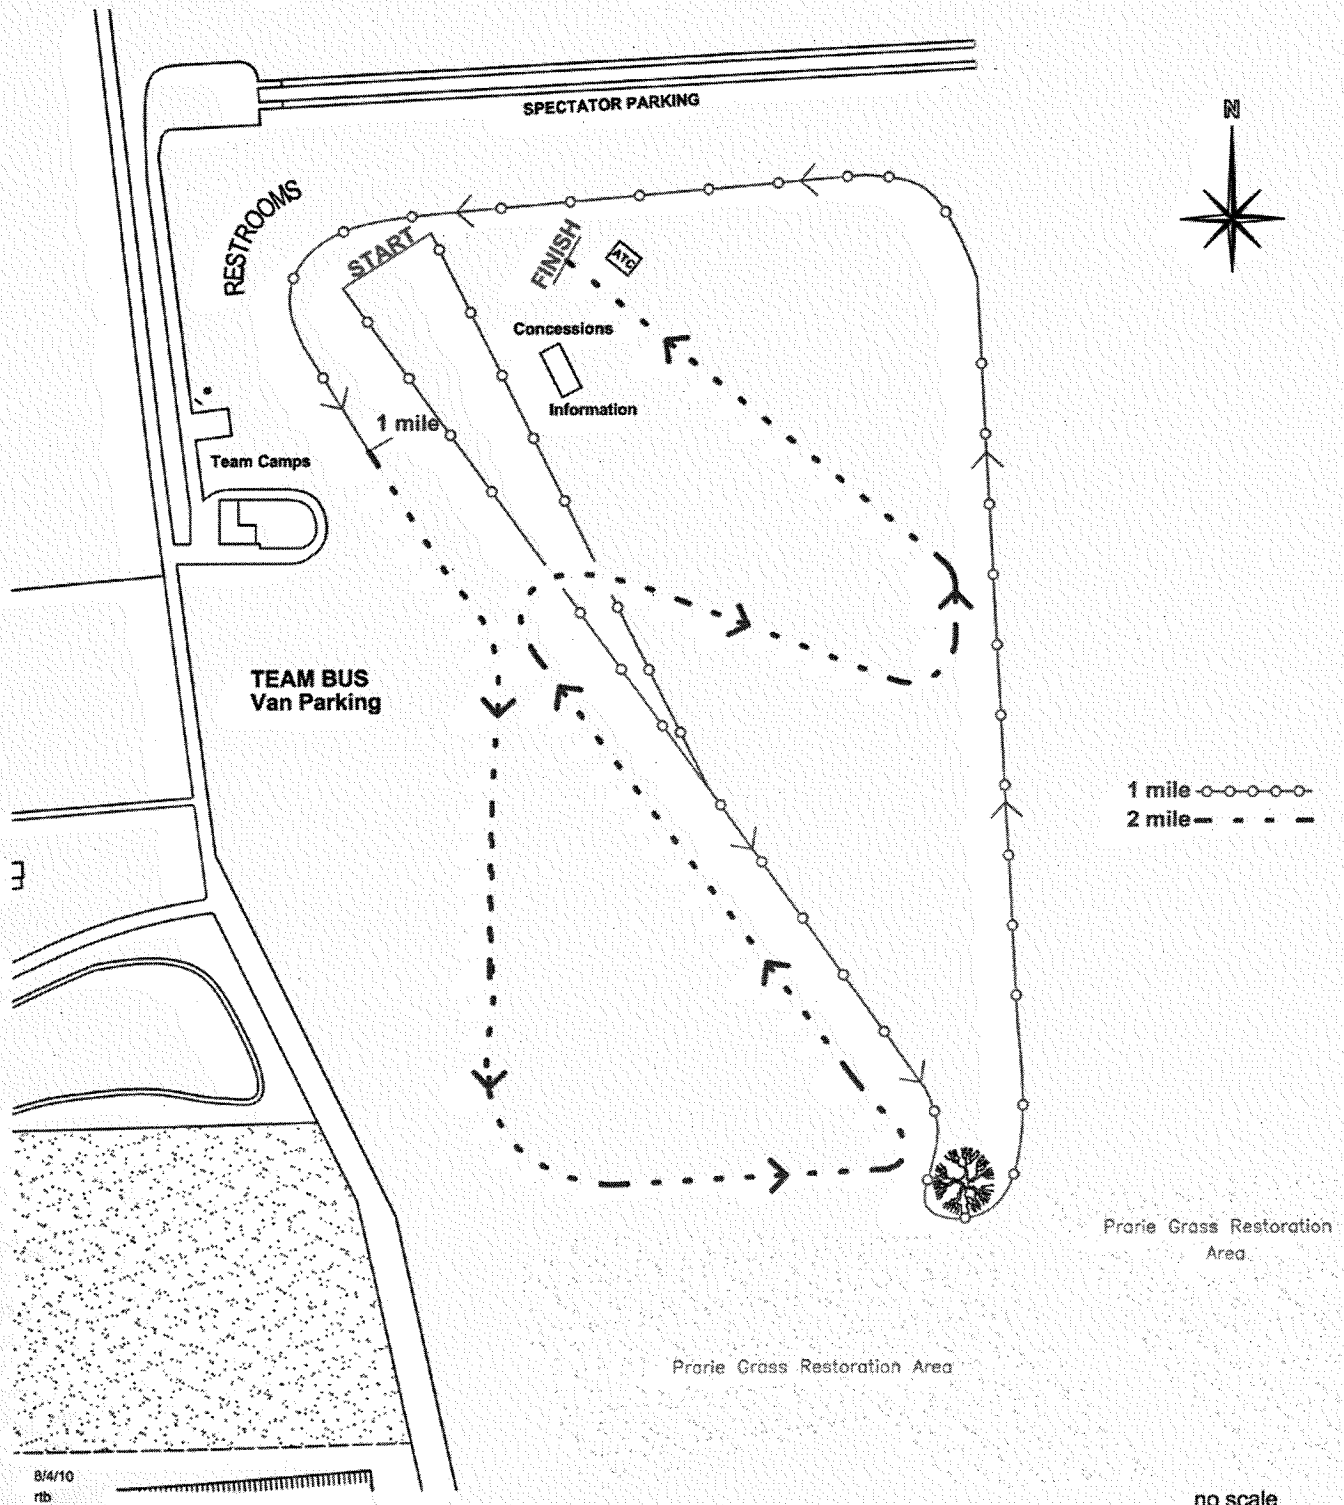 SPECTATOR PARKING
N
RESTROOMS
START
FINISH
ATC
Concessions
Information
1 mile
Team Camps
TEAM BUS
Van Parking
1 mile
2 mile
Prarie Grass Restoration
Area
Prarie Grass Restoration Area
8/4/10
rtb
no scale